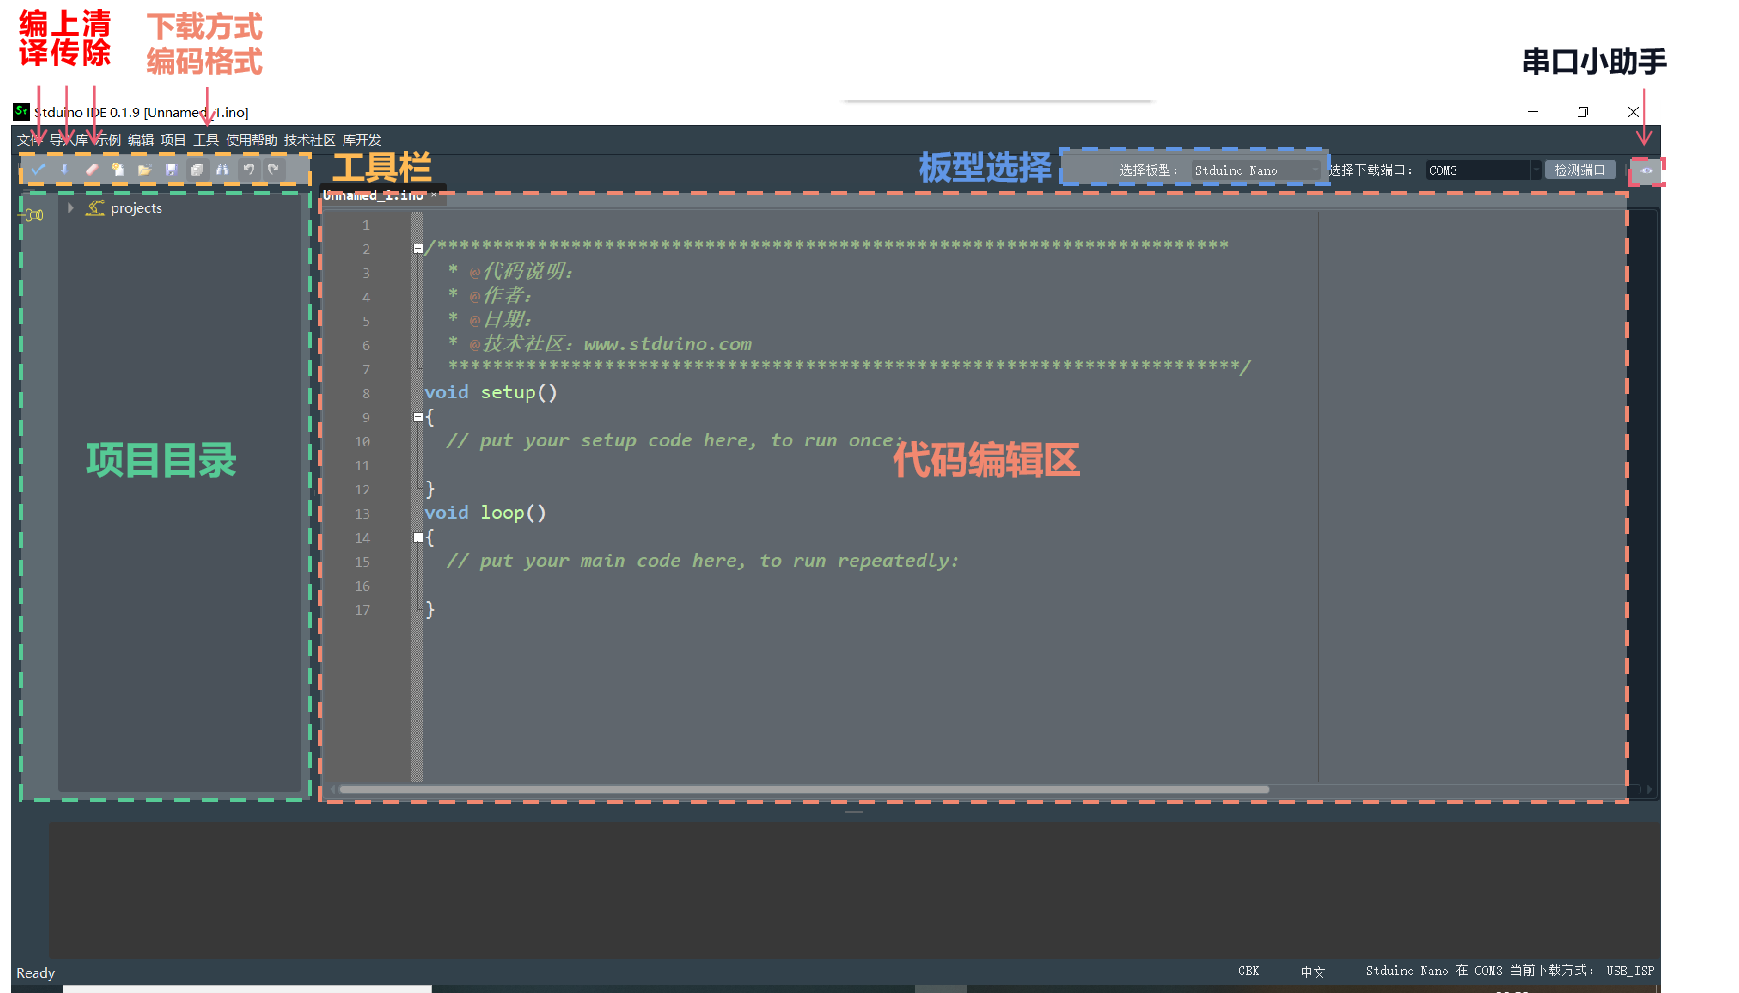 编上清
译传除
下载方式
编码格式
串口小助手
Stduino IDE 0.1.9 [Unnamed_1.ino]
文件 导入库 示例 编辑 项目 工具 使用帮助 技术社区 库开发
工具栏
板型选择
选择板型: Stduino Nano
选择下载端口: COM3 检测端口
Unnamed_1.ino ×
projects
项目目录
代码编辑区
1
2 /***********************************************************************
3 * @代码说明:
4 * @作者:
5 * @日期:
6 * @技术社区: www.stduino.com
7 ***********************************************************************/
8 void setup()
9 {
10 // put your setup code here, to run once:
11
12 }
13 void loop()
14 {
15 // put your main code here, to run repeatedly:
16
17 }
Ready
GBK 中文 Stduino Nano 在 COM3 当前下载方式: USB_ISP